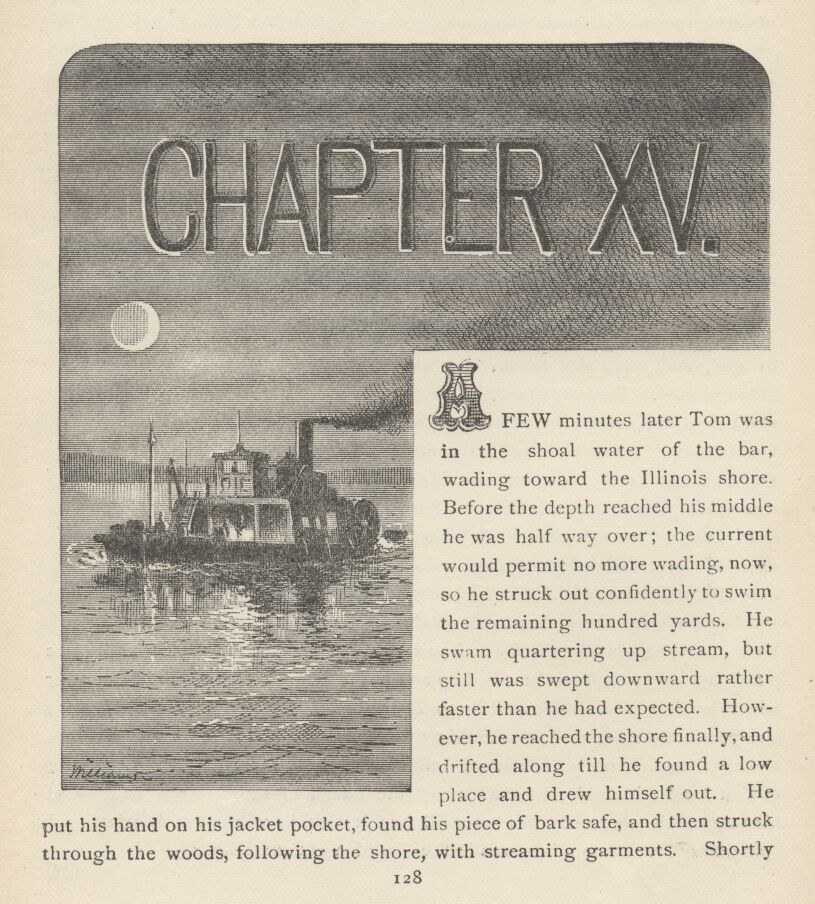 CHAPTER XV.
A FEW minutes later Tom was
in the shoal water of the bar,
wading toward the Illinois shore.
Before the depth reached his middle
he was half way over; the current
would permit no more wading, now,
so he struck out confidently to swim
the remaining hundred yards. He
swam quartering up stream, but
still was swept downward rather
faster than he had expected. How-
ever, he reached the shore finally, and
drifted along till he found a low
place and drew himself out. He
Williams
put his hand on his jacket pocket, found his piece of bark safe, and then struck
through the woods, following the shore, with streaming garments. Shortly
128